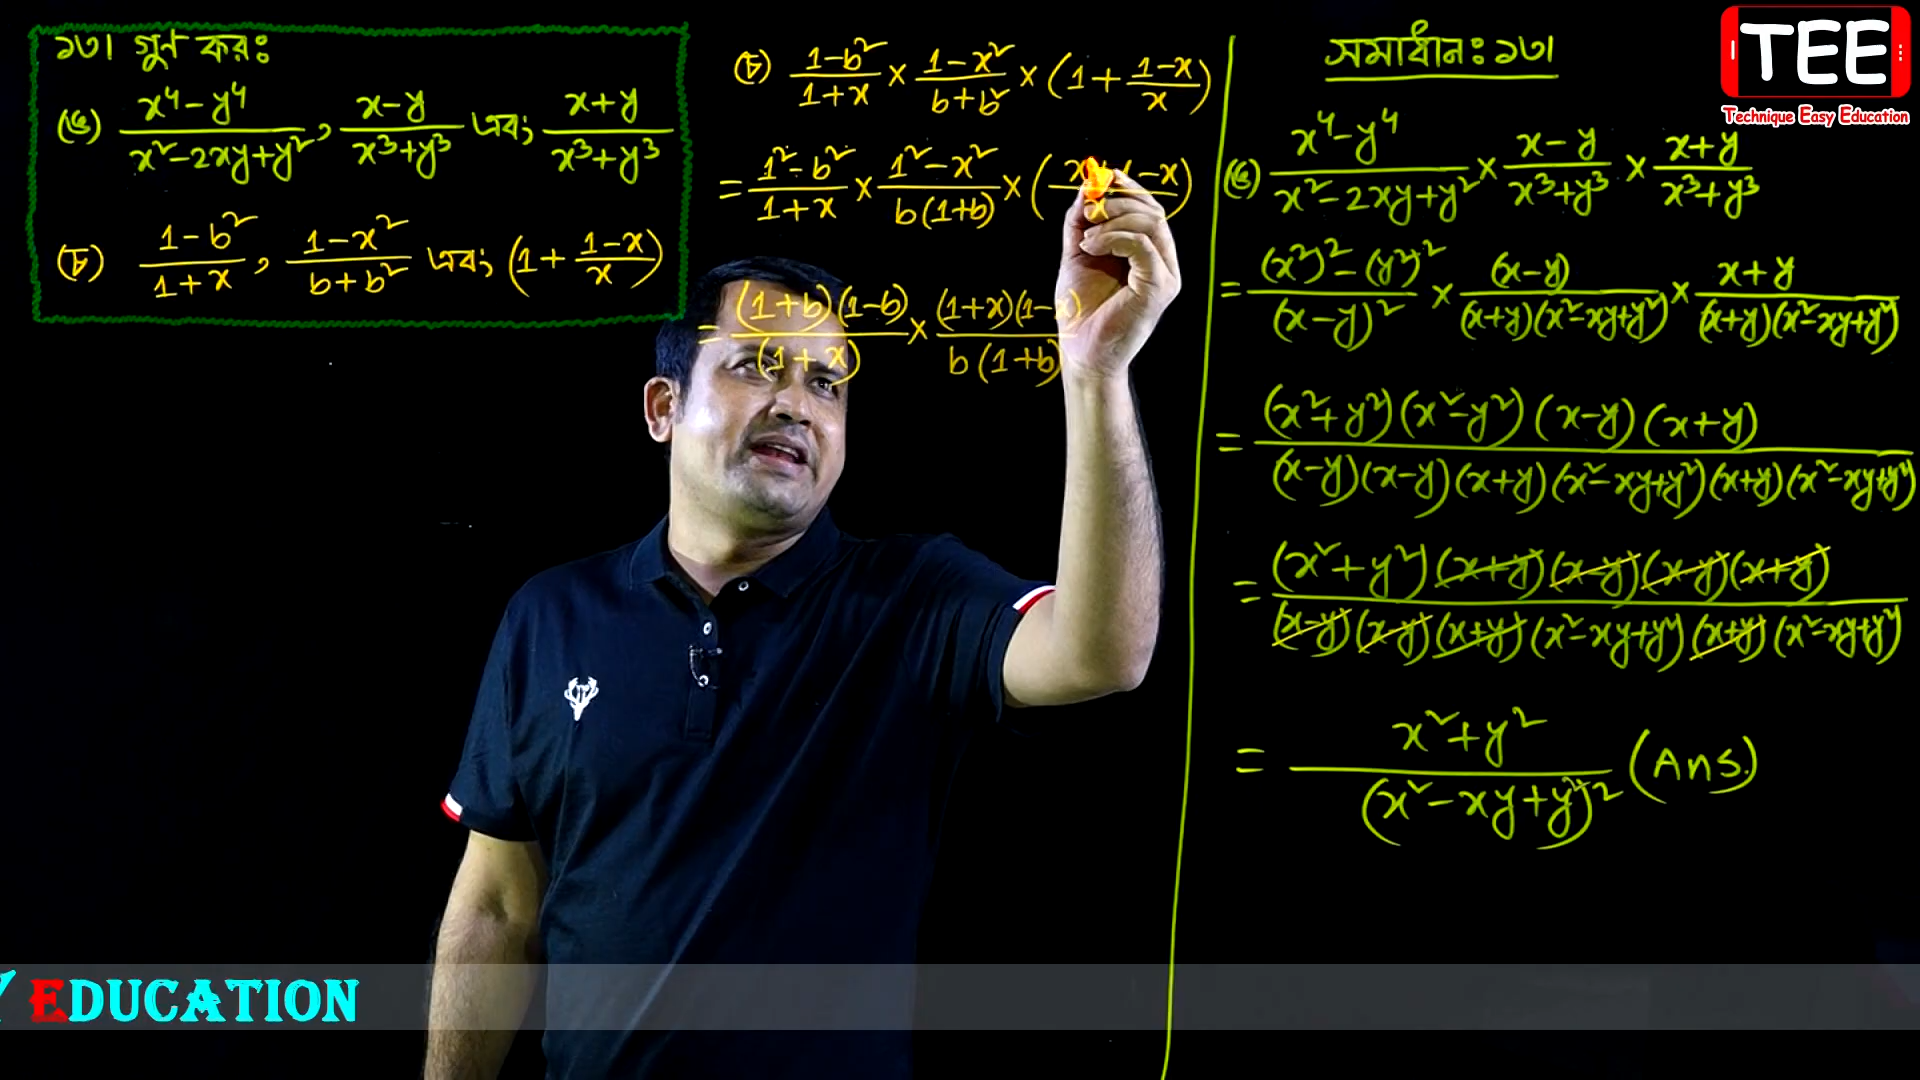 ১৩। গুণ কর:
(ঙ) x⁴-y⁴/x²-2xy+y², x-y/x³+y³ এবং x+y/x³+y³
(চ) 1-b²/1+x, 1-x²/b+b² এবং (1+1-x/x)
(চ) 1-b²/1+x × 1-x²/b+b² × (1+1-x/x)
= 1²-b²/1+x × 1²-x²/b(1+b) × (x -x/x)
= (1+b)(1-b)/(1+x) × (1+x)(1-x)/b(1+b)
সমাধান: ১৩।
(ঙ) x⁴-y⁴/x²-2xy+y² × x-y/x³+y³ × x+y/x³+y³
= (x²)²-(y²)²/(x-y)² × (x-y)/(x+y)(x²-xy+y²) × x+y/(x+y)(x²-xy+y²)
= (x²+y²)(x²-y²)(x-y)(x+y)/(x-y)(x-y)(x+y)(x²-xy+y²)(x+y)(x²-xy+y²)
= (x²+y²)(x+y)(x-y)(x-y)(x+y)/(x-y)(x-y)(x+y)(x²-xy+y²)(x+y)(x²-xy+y²)
= x²+y²/(x²-xy+y²)² (Ans.)
TEE
Technique Easy Education
Y EDUCATION